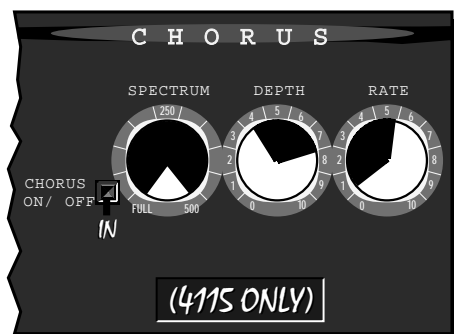 CHORUS
SPECTRUM DEPTH RATE
250
FULL 500
0 1 2 3 4 5 6 7 8 9 10
0 1 2 3 4 5 6 7 8 9 10
CHORUS
ON/ OFF
IN
(4115 ONLY)